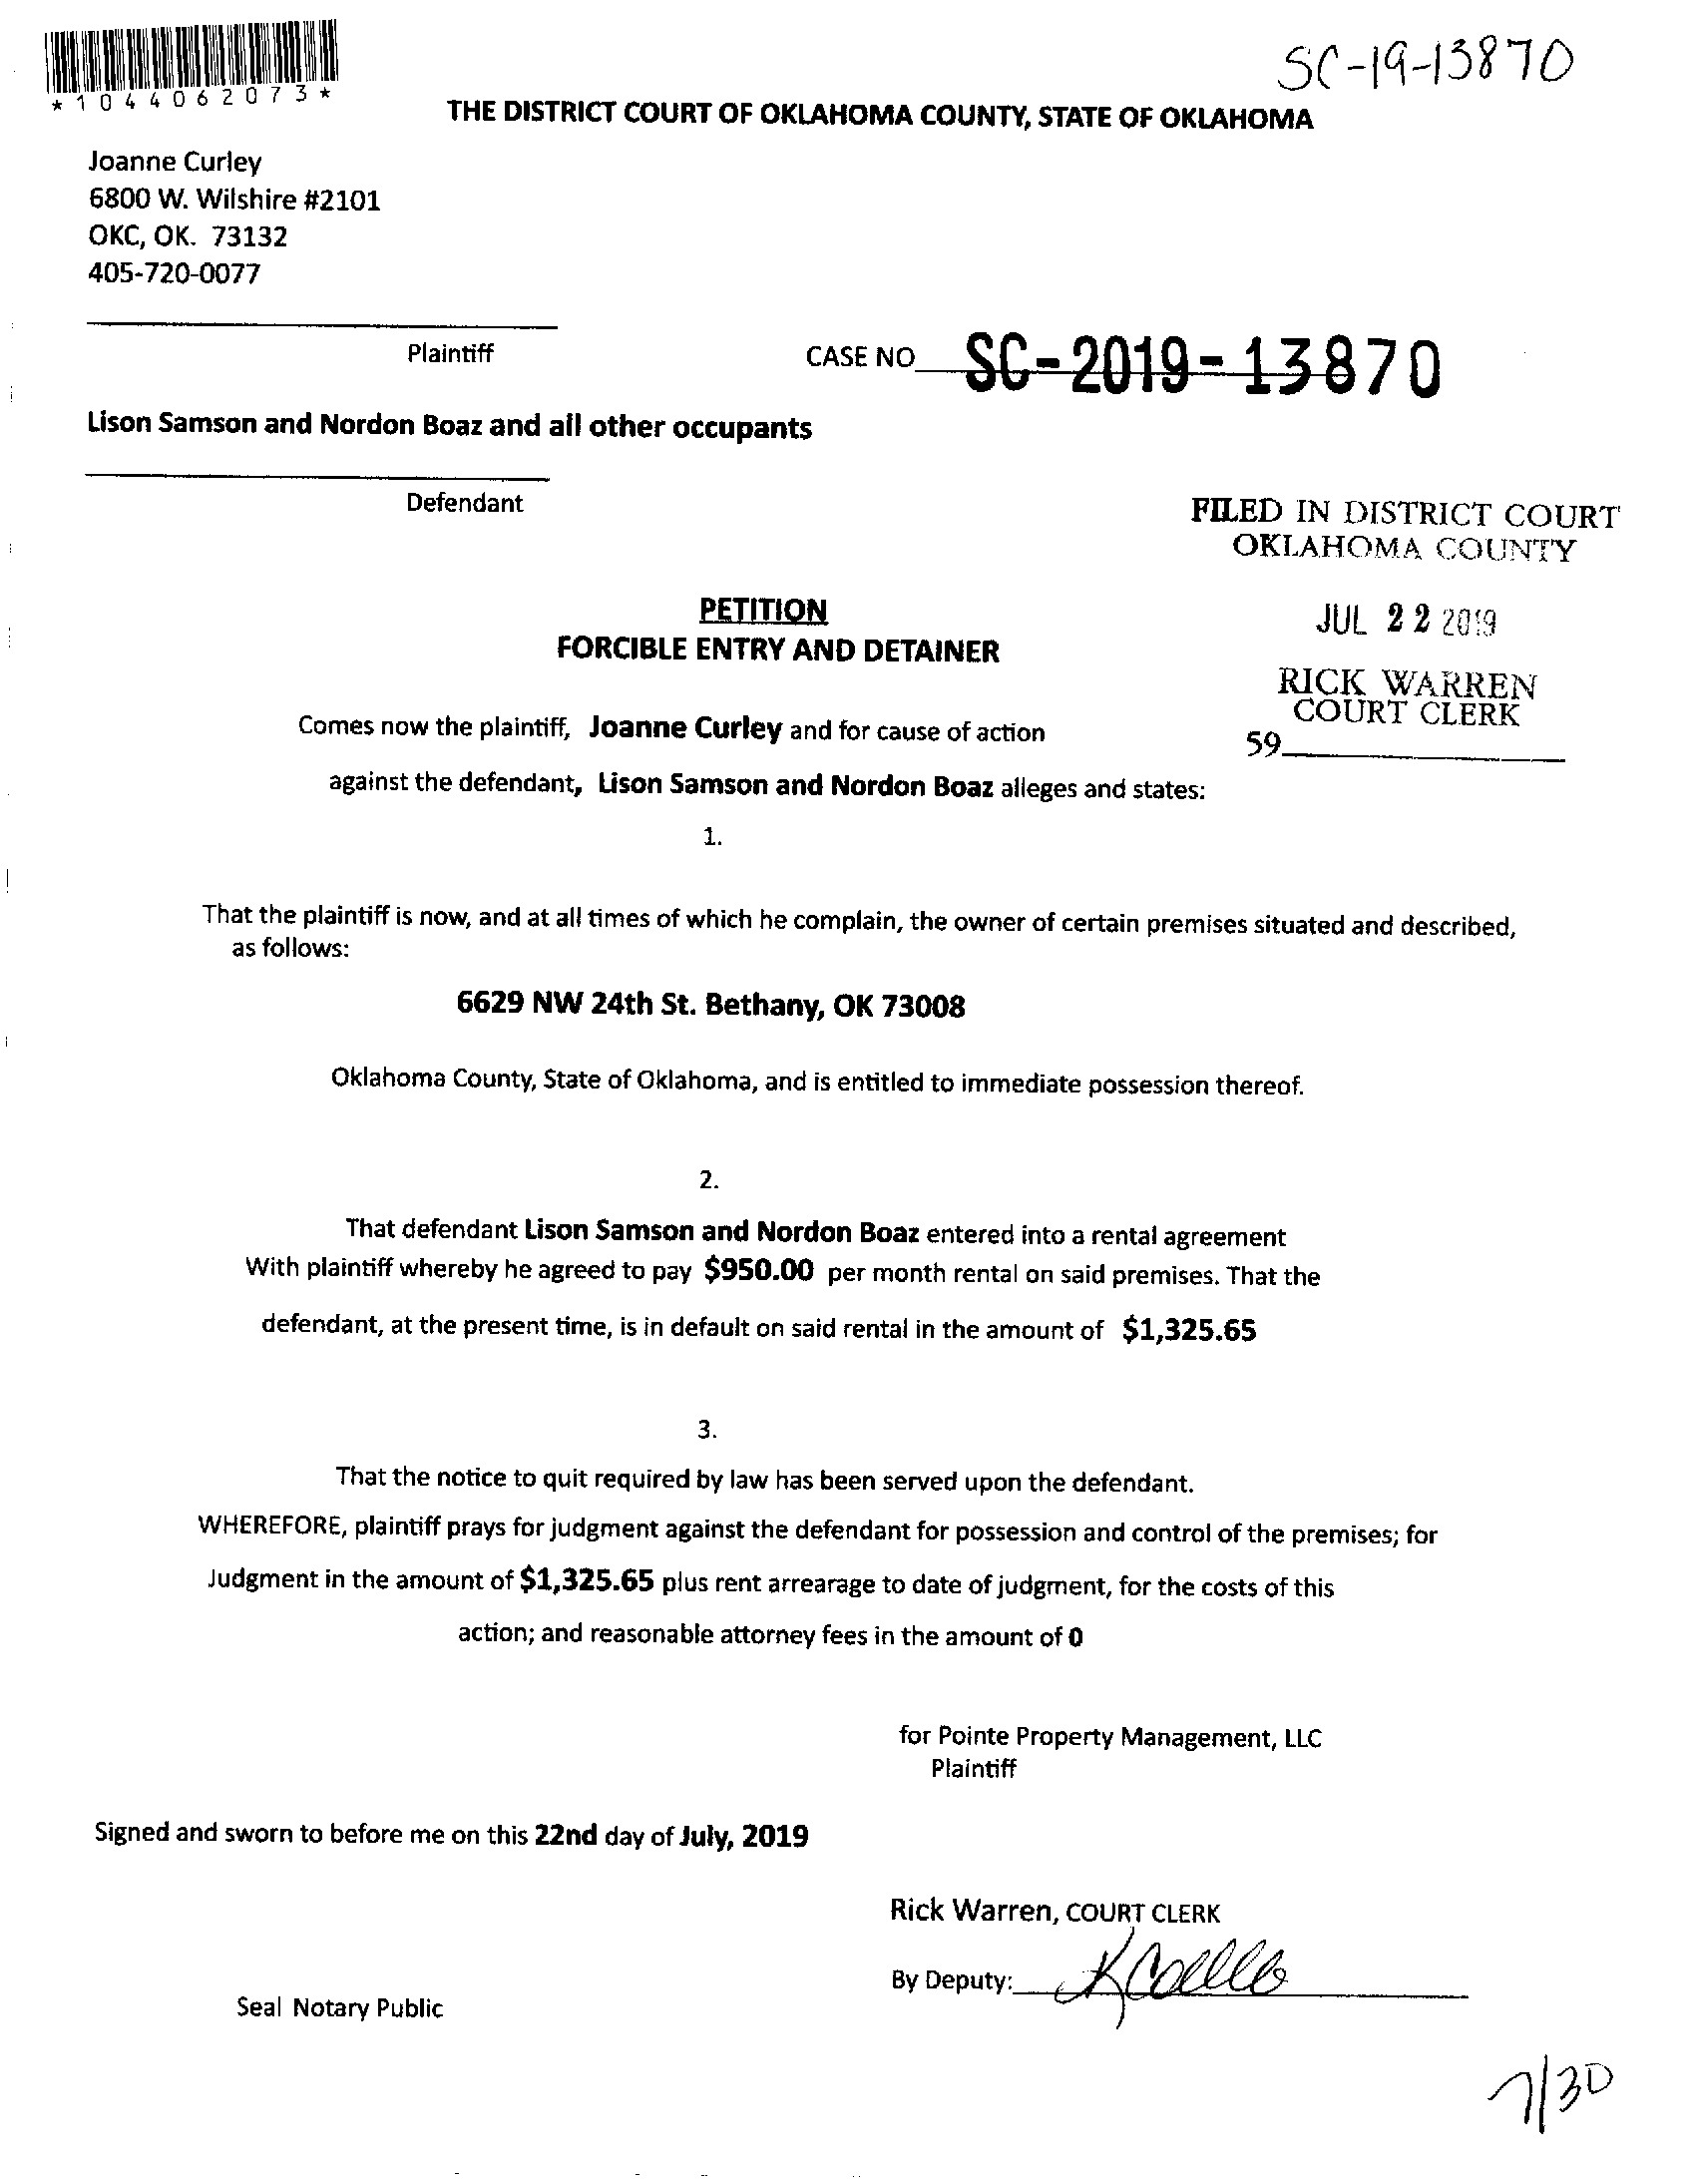 SC-19-13870
*1044062073*
THE DISTRICT COURT OF OKLAHOMA COUNTY, STATE OF OKLAHOMA
Joanne Curley
6800 W. Wilshire #2101
OKC, OK. 73132
405-720-0077
Plaintiff
CASE NO SC-2019-13870
Lison Samson and Nordon Boaz and all other occupants
Defendant
FILED IN DISTRICT COURT
OKLAHOMA COUNTY
JUL 22 2019
RICK WARREN
COURT CLERK
59
PETITION
FORCIBLE ENTRY AND DETAINER
Comes now the plaintiff, Joanne Curley and for cause of action
against the defendant, Lison Samson and Nordon Boaz alleges and states:
1.
That the plaintiff is now, and at all times of which he complain, the owner of certain premises situated and described,
as follows:
6629 NW 24th St. Bethany, OK 73008
Oklahoma County, State of Oklahoma, and is entitled to immediate possession thereof.
2.
That defendant Lison Samson and Nordon Boaz entered into a rental agreement
With plaintiff whereby he agreed to pay $950.00 per month rental on said premises. That the
defendant, at the present time, is in default on said rental in the amount of $1,325.65
3.
That the notice to quit required by law has been served upon the defendant.
WHEREFORE, plaintiff prays for judgment against the defendant for possession and control of the premises; for
Judgment in the amount of $1,325.65 plus rent arrearage to date of judgment, for the costs of this
action; and reasonable attorney fees in the amount of 0
for Pointe Property Management, LLC
Plaintiff
Signed and sworn to before me on this 22nd day of July, 2019
Rick Warren, COURT CLERK
By Deputy:
Seal Notary Public
7/30